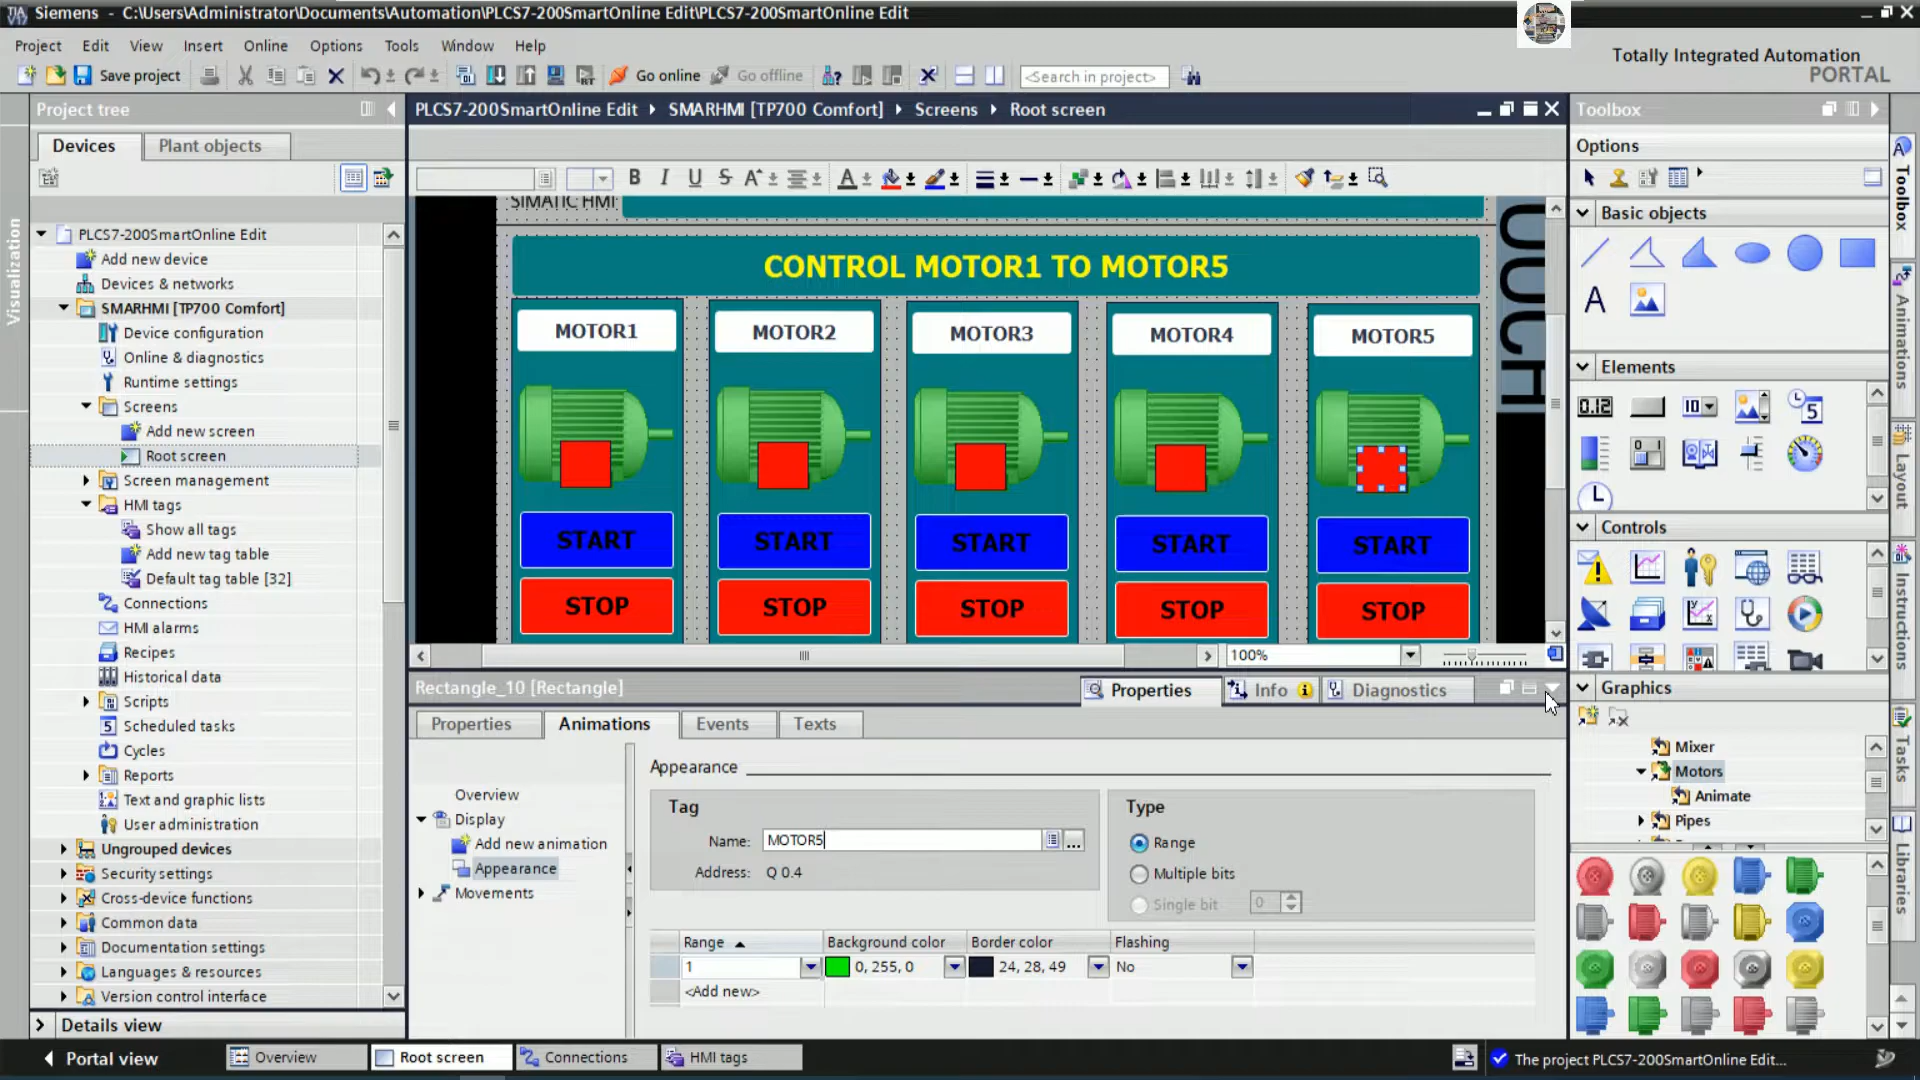 Siemens - C:\Users\Administrator\Documents\Automation\PLCS7-200SmartOnline Edit\PLCS7-200SmartOnline Edit
Project Edit View Insert Online Options Tools Window Help
Totally Integrated Automation
PORTAL
Save project
Go online
Go offline
<Search in project>
Project tree
Devices
Plant objects
Visualization
PLCS7-200SmartOnline Edit
Add new device
Devices & networks
SMARHMI [TP700 Comfort]
Device configuration
Online & diagnostics
Runtime settings
Screens
Add new screen
Root screen
Screen management
HMI tags
Show all tags
Add new tag table
Default tag table [32]
Connections
HMI alarms
Recipes
Historical data
Scripts
Scheduled tasks
Cycles
Reports
Text and graphic lists
User administration
Ungrouped devices
Security settings
Cross-device functions
Common data
Documentation settings
Languages & resources
Version control interface
Details view
PLCS7-200SmartOnline Edit SMARHMI [TP700 Comfort] Screens Root screen
B I U S A A
SIMATIC HMI
OUCH
CONTROL MOTOR1 TO MOTOR5
MOTOR1 MOTOR2 MOTOR3 MOTOR4 MOTOR5
START START START START START
STOP STOP STOP STOP STOP
100%
Rectangle_10 [Rectangle]
Properties Info Diagnostics
Properties Animations Events Texts
Overview
Display
Add new animation
Appearance
Movements
Appearance
Tag
Name: MOTOR5
Address: Q 0.4
Type
Range
Multiple bits
Single bit 0
Range Background color Border color Flashing
1 0, 255, 0 24, 28, 49 No
<Add new>
Toolbox
Options
Basic objects
A
Elements
0.12 10 5
0 1
Controls
Graphics
Mixer
Motors
Animate
Pipes
Toolbox
Animations
Layout
Instructions
Tasks
Libraries
Portal view
Overview
Root screen
Connections
HMI tags
The project PLCS7-200SmartOnline Edit...